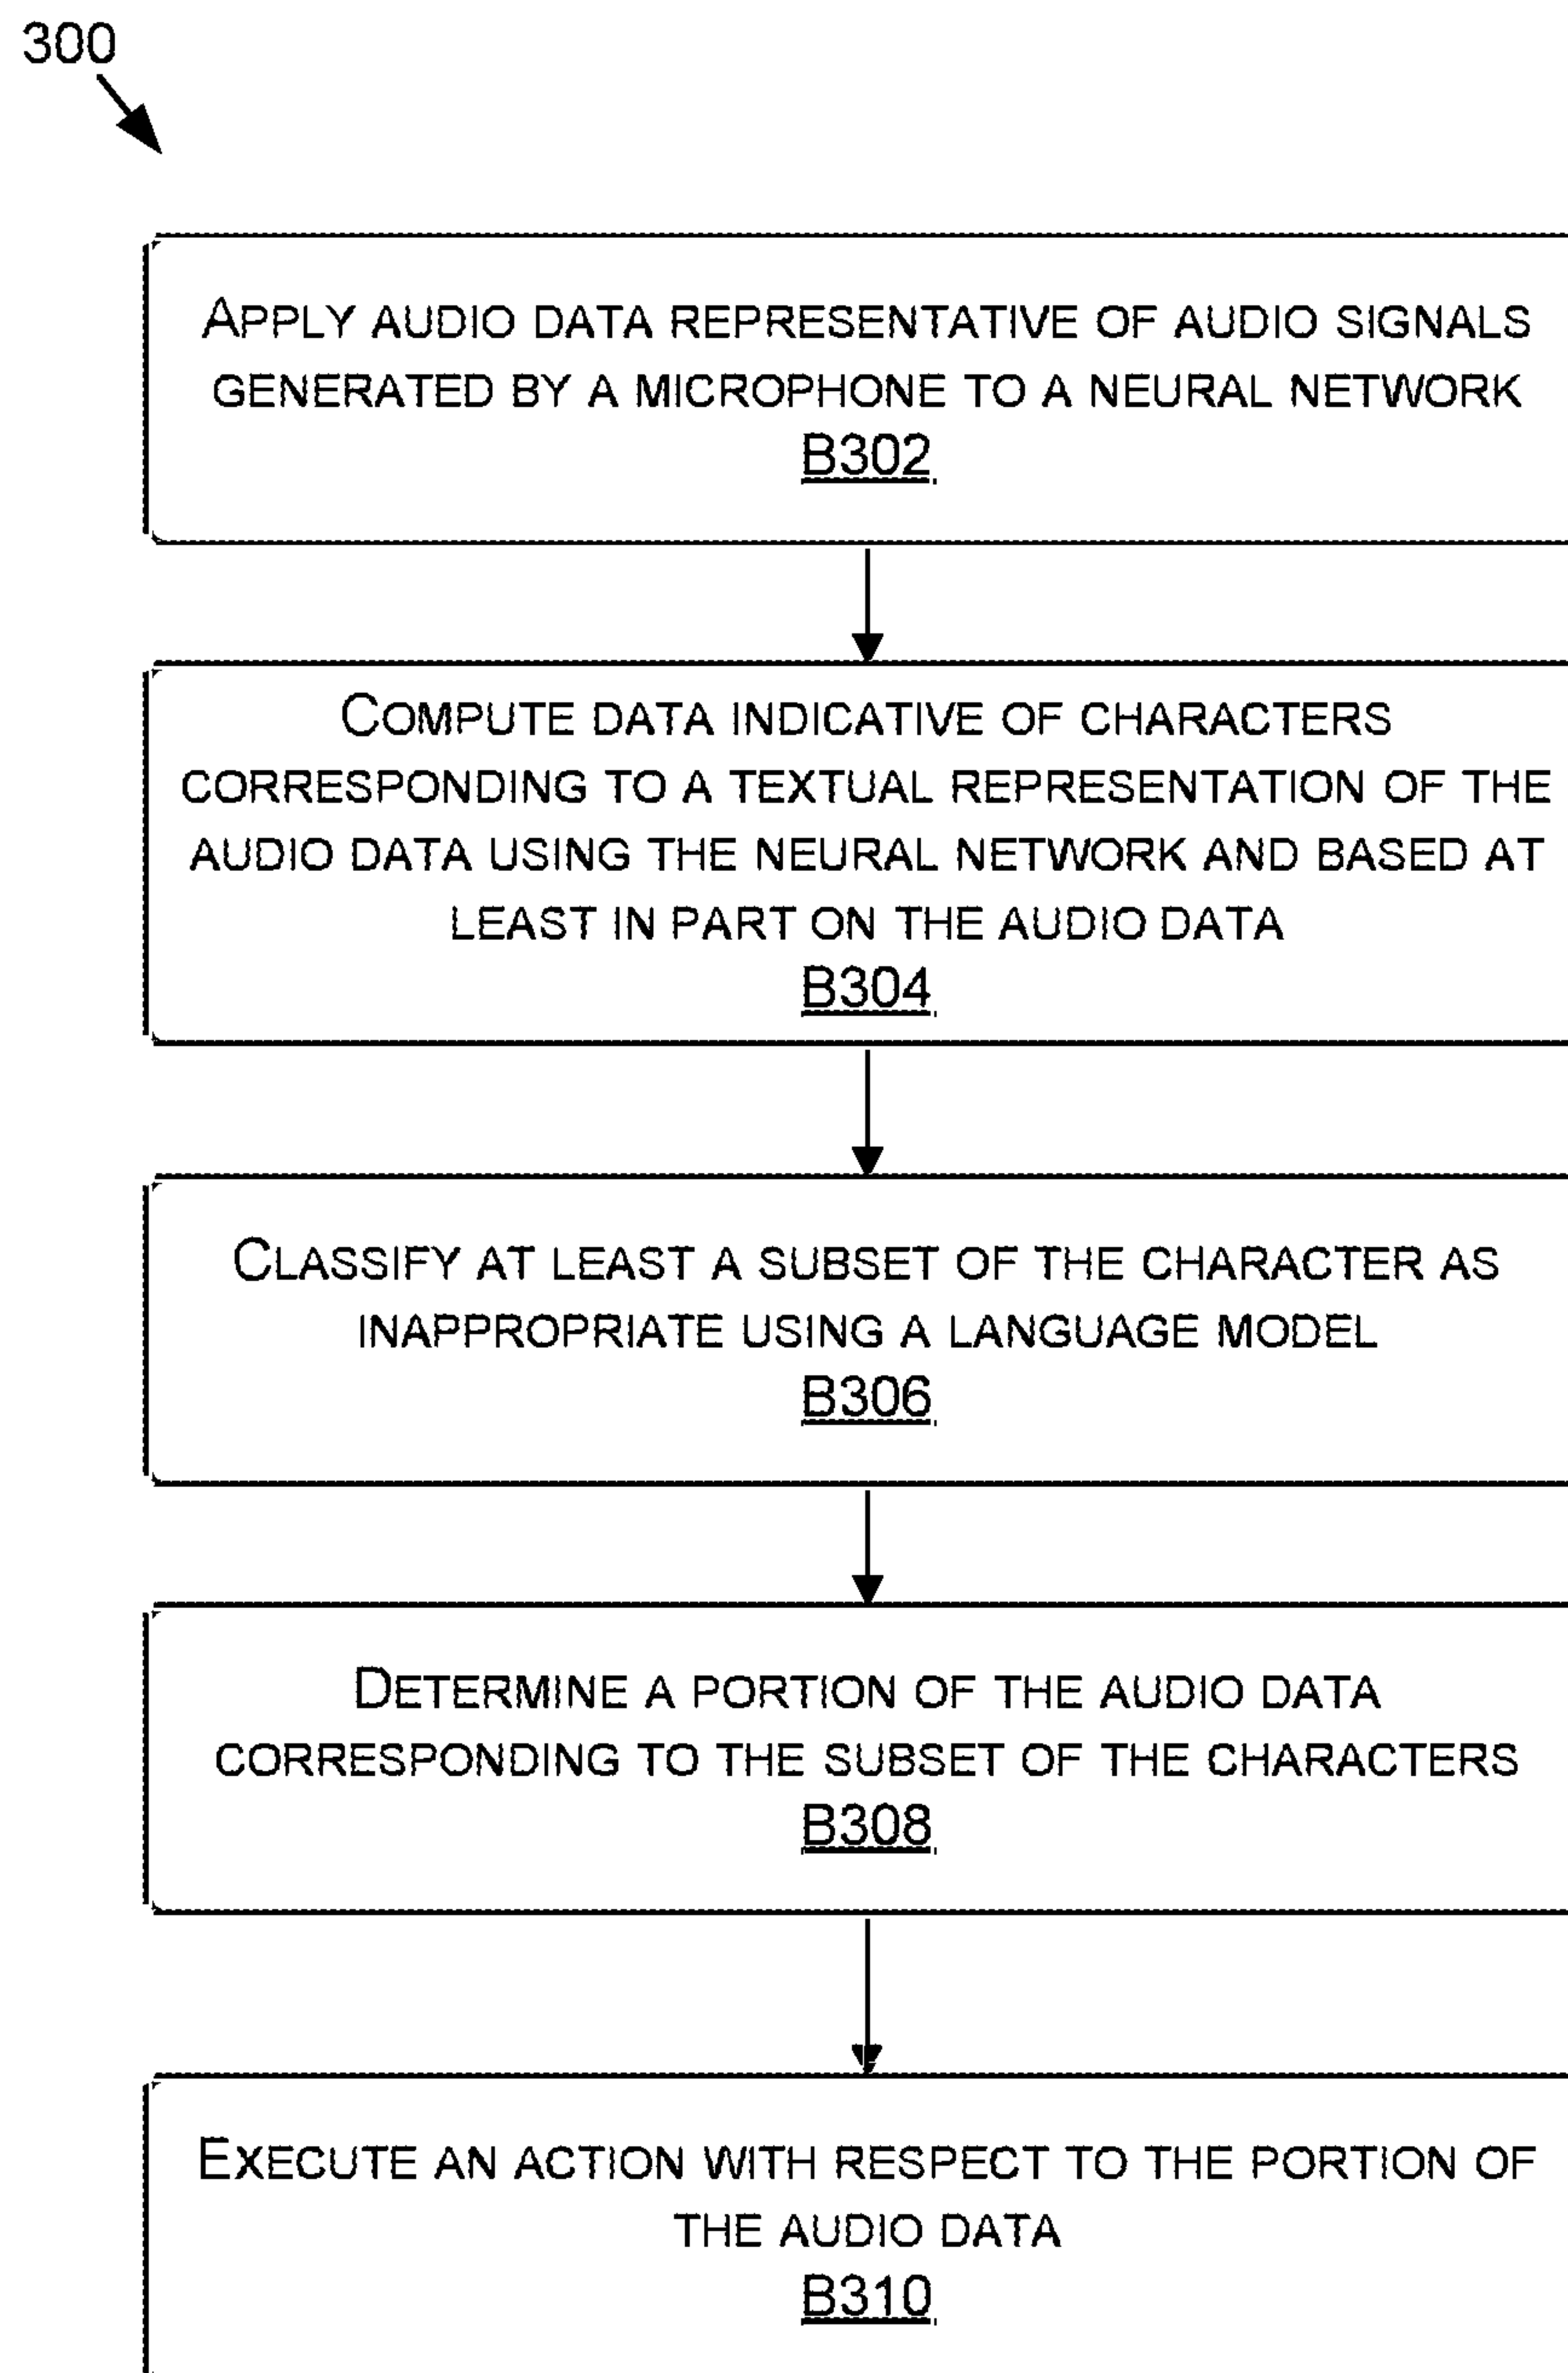 300
APPLY AUDIO DATA REPRESENTATIVE OF AUDIO SIGNALS
GENERATED BY A MICROPHONE TO A NEURAL NETWORK
B302
COMPUTE DATA INDICATIVE OF CHARACTERS
CORRESPONDING TO A TEXTUAL REPRESENTATION OF THE
AUDIO DATA USING THE NEURAL NETWORK AND BASED AT
LEAST IN PART ON THE AUDIO DATA
B304
CLASSIFY AT LEAST A SUBSET OF THE CHARACTER AS
INAPPROPRIATE USING A LANGUAGE MODEL
B306
DETERMINE A PORTION OF THE AUDIO DATA
CORRESPONDING TO THE SUBSET OF THE CHARACTERS
B308
EXECUTE AN ACTION WITH RESPECT TO THE PORTION OF
THE AUDIO DATA
B310